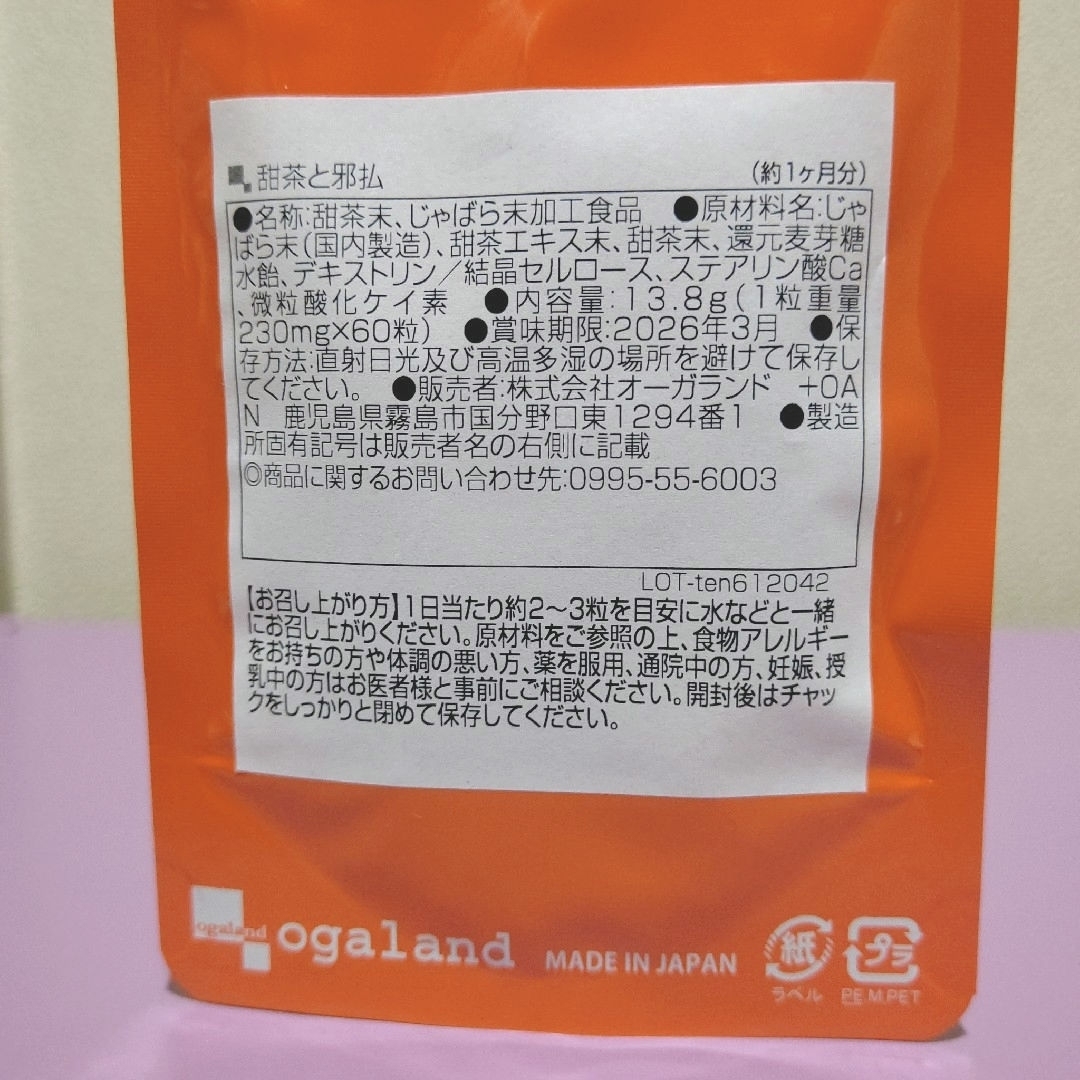 甜茶と邪払 (約1ヶ月分)
●名称:甜茶末、じゃばら末加工食品 ●原材料名:じゃ
ばら末(国内製造)、甜茶エキス末、甜茶末、還元麦芽糖
水飴、デキストリン/結晶セルロース、ステアリン酸Ca
、微粒酸化ケイ素 ●内容量:13.8g(1粒重量
230mg×60粒) ●賞味期限:2026年3月 ●保
存方法:直射日光及び高温多湿の場所を避けて保存し
てください。 ●販売者:株式会社オーガランド +OA
N 鹿児島県霧島市国分野口東1294番1 ●製造
所固有記号は販売者名の右側に記載
◎商品に関するお問い合わせ先:0995-55-6003
LOT-ten612042
【お召し上がり方】1日当たり約2～3粒を目安に水などと一緒
にお召し上がりください。原材料をご参照の上、食物アレルギー
をお持ちの方や体調の悪い方、薬を服用、通院中の方、妊娠、授
乳中の方はお医者様と事前にご相談ください。開封後はチャッ
クをしっかりと閉めて保存してください。
ogaland ogaland MADE IN JAPAN 紙 プラ
ラベル PE M.PET